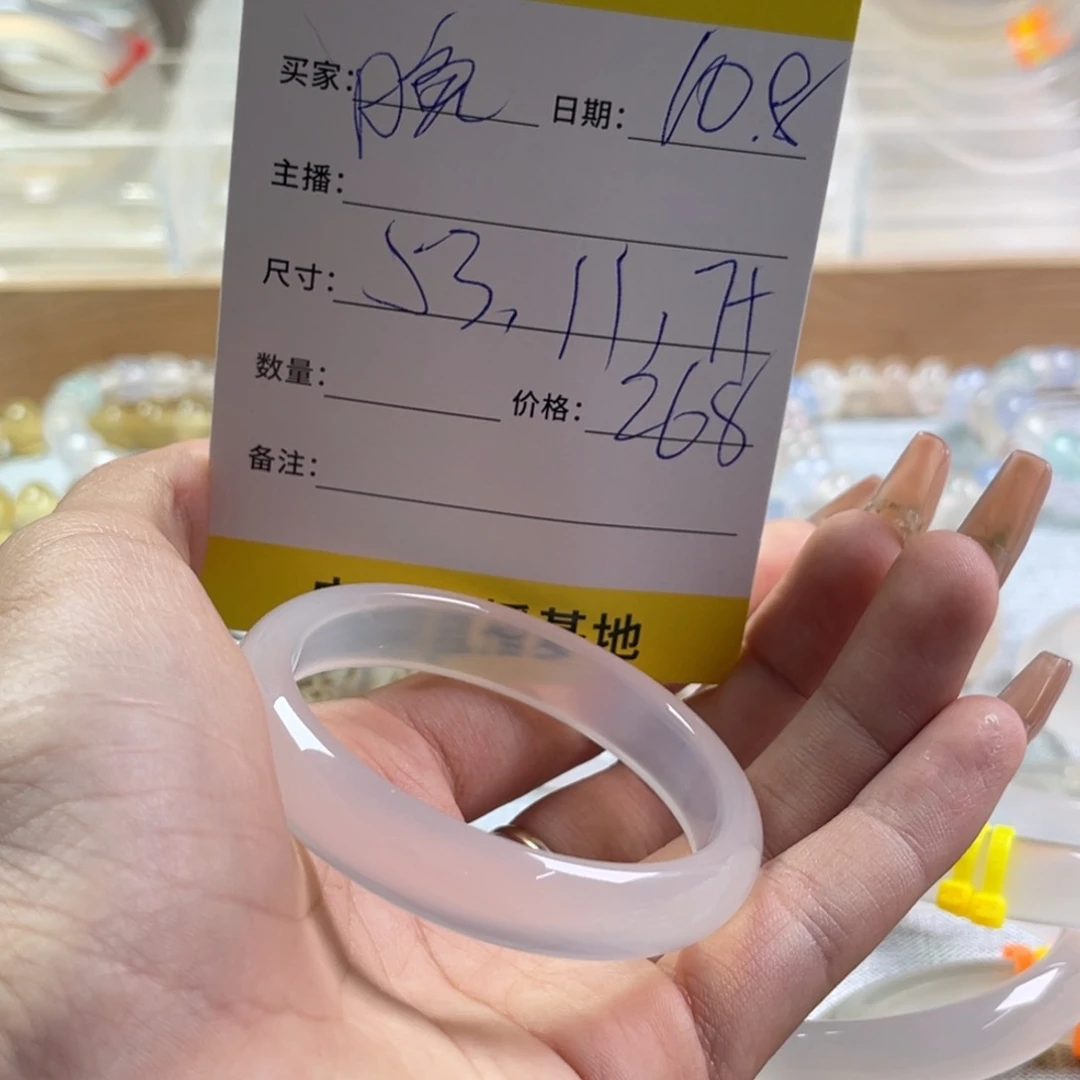 买家: 晚 日期: 10.8
主播:
尺寸: 53, 11, 7+
数量: 价格: 268
备注:
基地